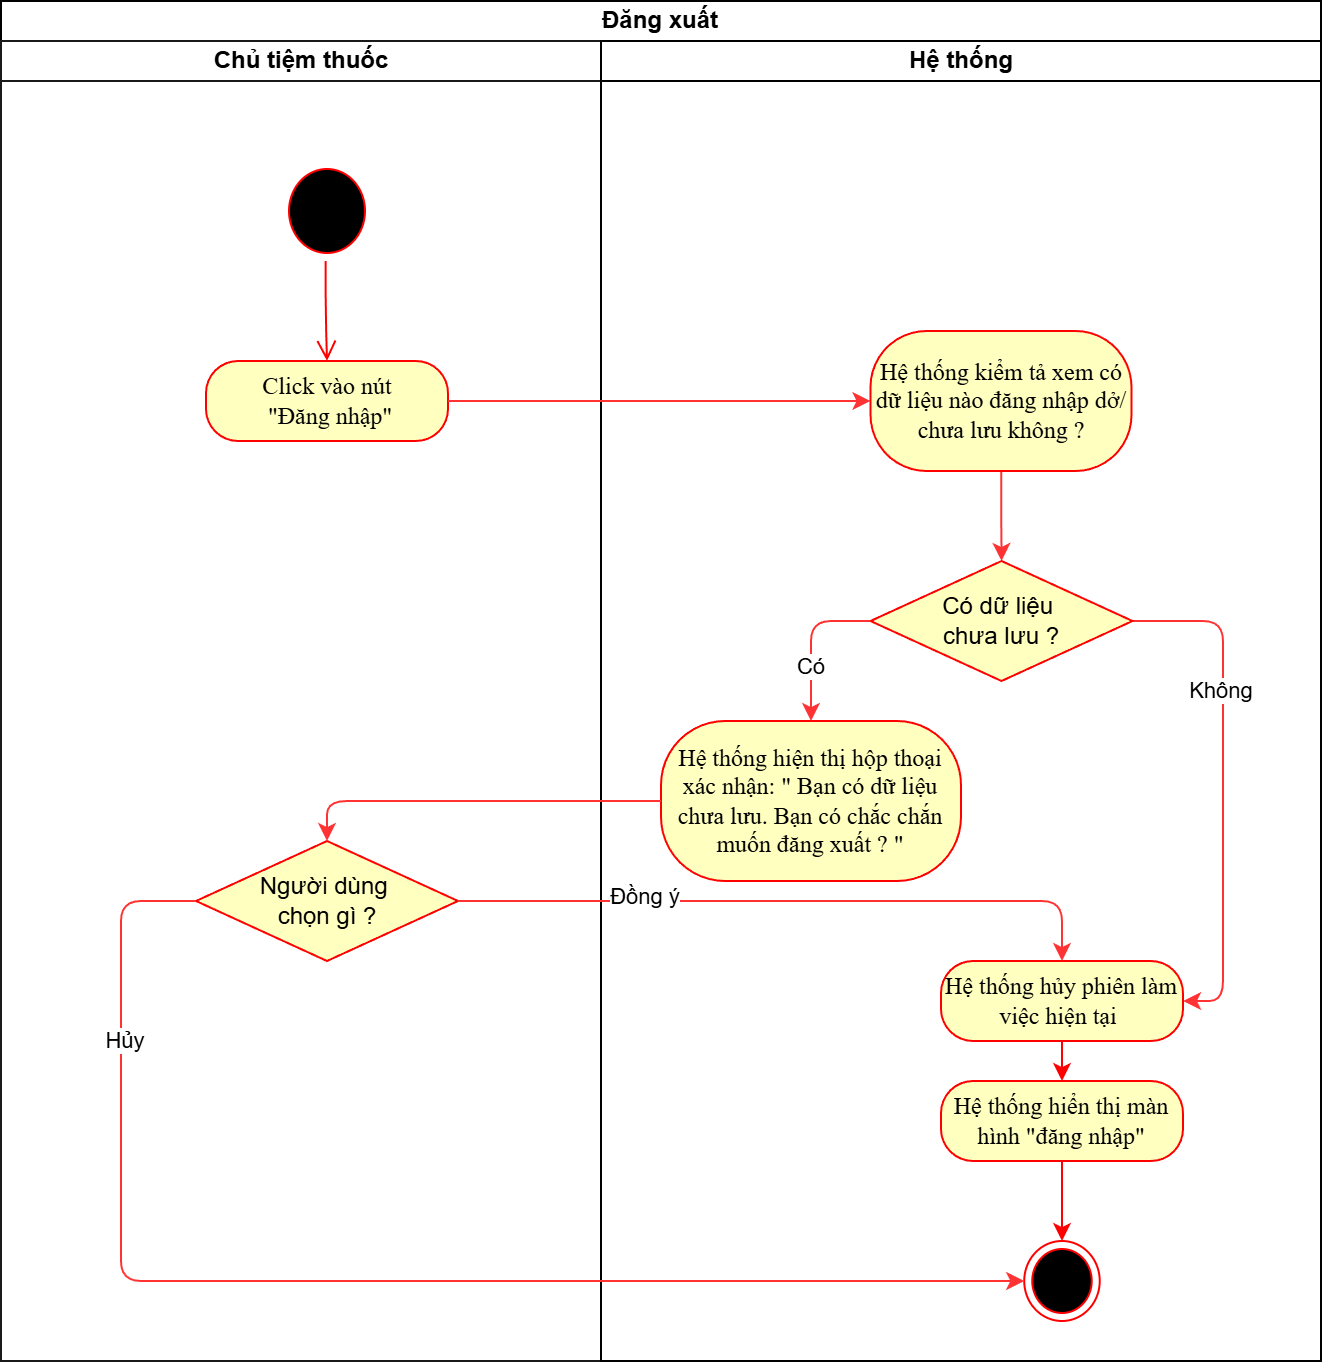 Đăng xuất
Chủ tiệm thuốc
Hệ thống
Click vào nút
"Đăng nhập"
Hệ thống kiểm tả xem có
dữ liệu nào đăng nhập dở/
chưa lưu không ?
Có dữ liệu
chưa lưu ?
Có
Không
Hệ thống hiện thị hộp thoại
xác nhận: " Bạn có dữ liệu
chưa lưu. Bạn có chắc chắn
muốn đăng xuất ? "
Người dùng
chọn gì ?
Đồng ý
Hệ thống hủy phiên làm
việc hiện tại
Hủy
Hệ thống hiển thị màn
hình "đăng nhập"